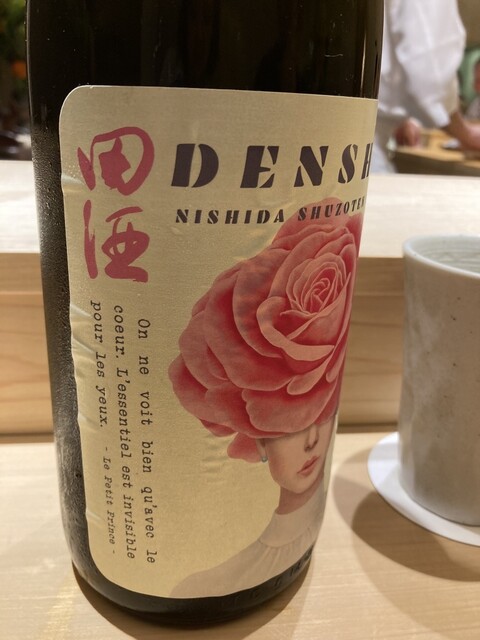 田酒
DENSH
NISHIDA SHUZOTEN
On ne voit bien qu'avec le
coeur. L'essentiel est invisible
pour les yeux.
- Le Petit Prince -